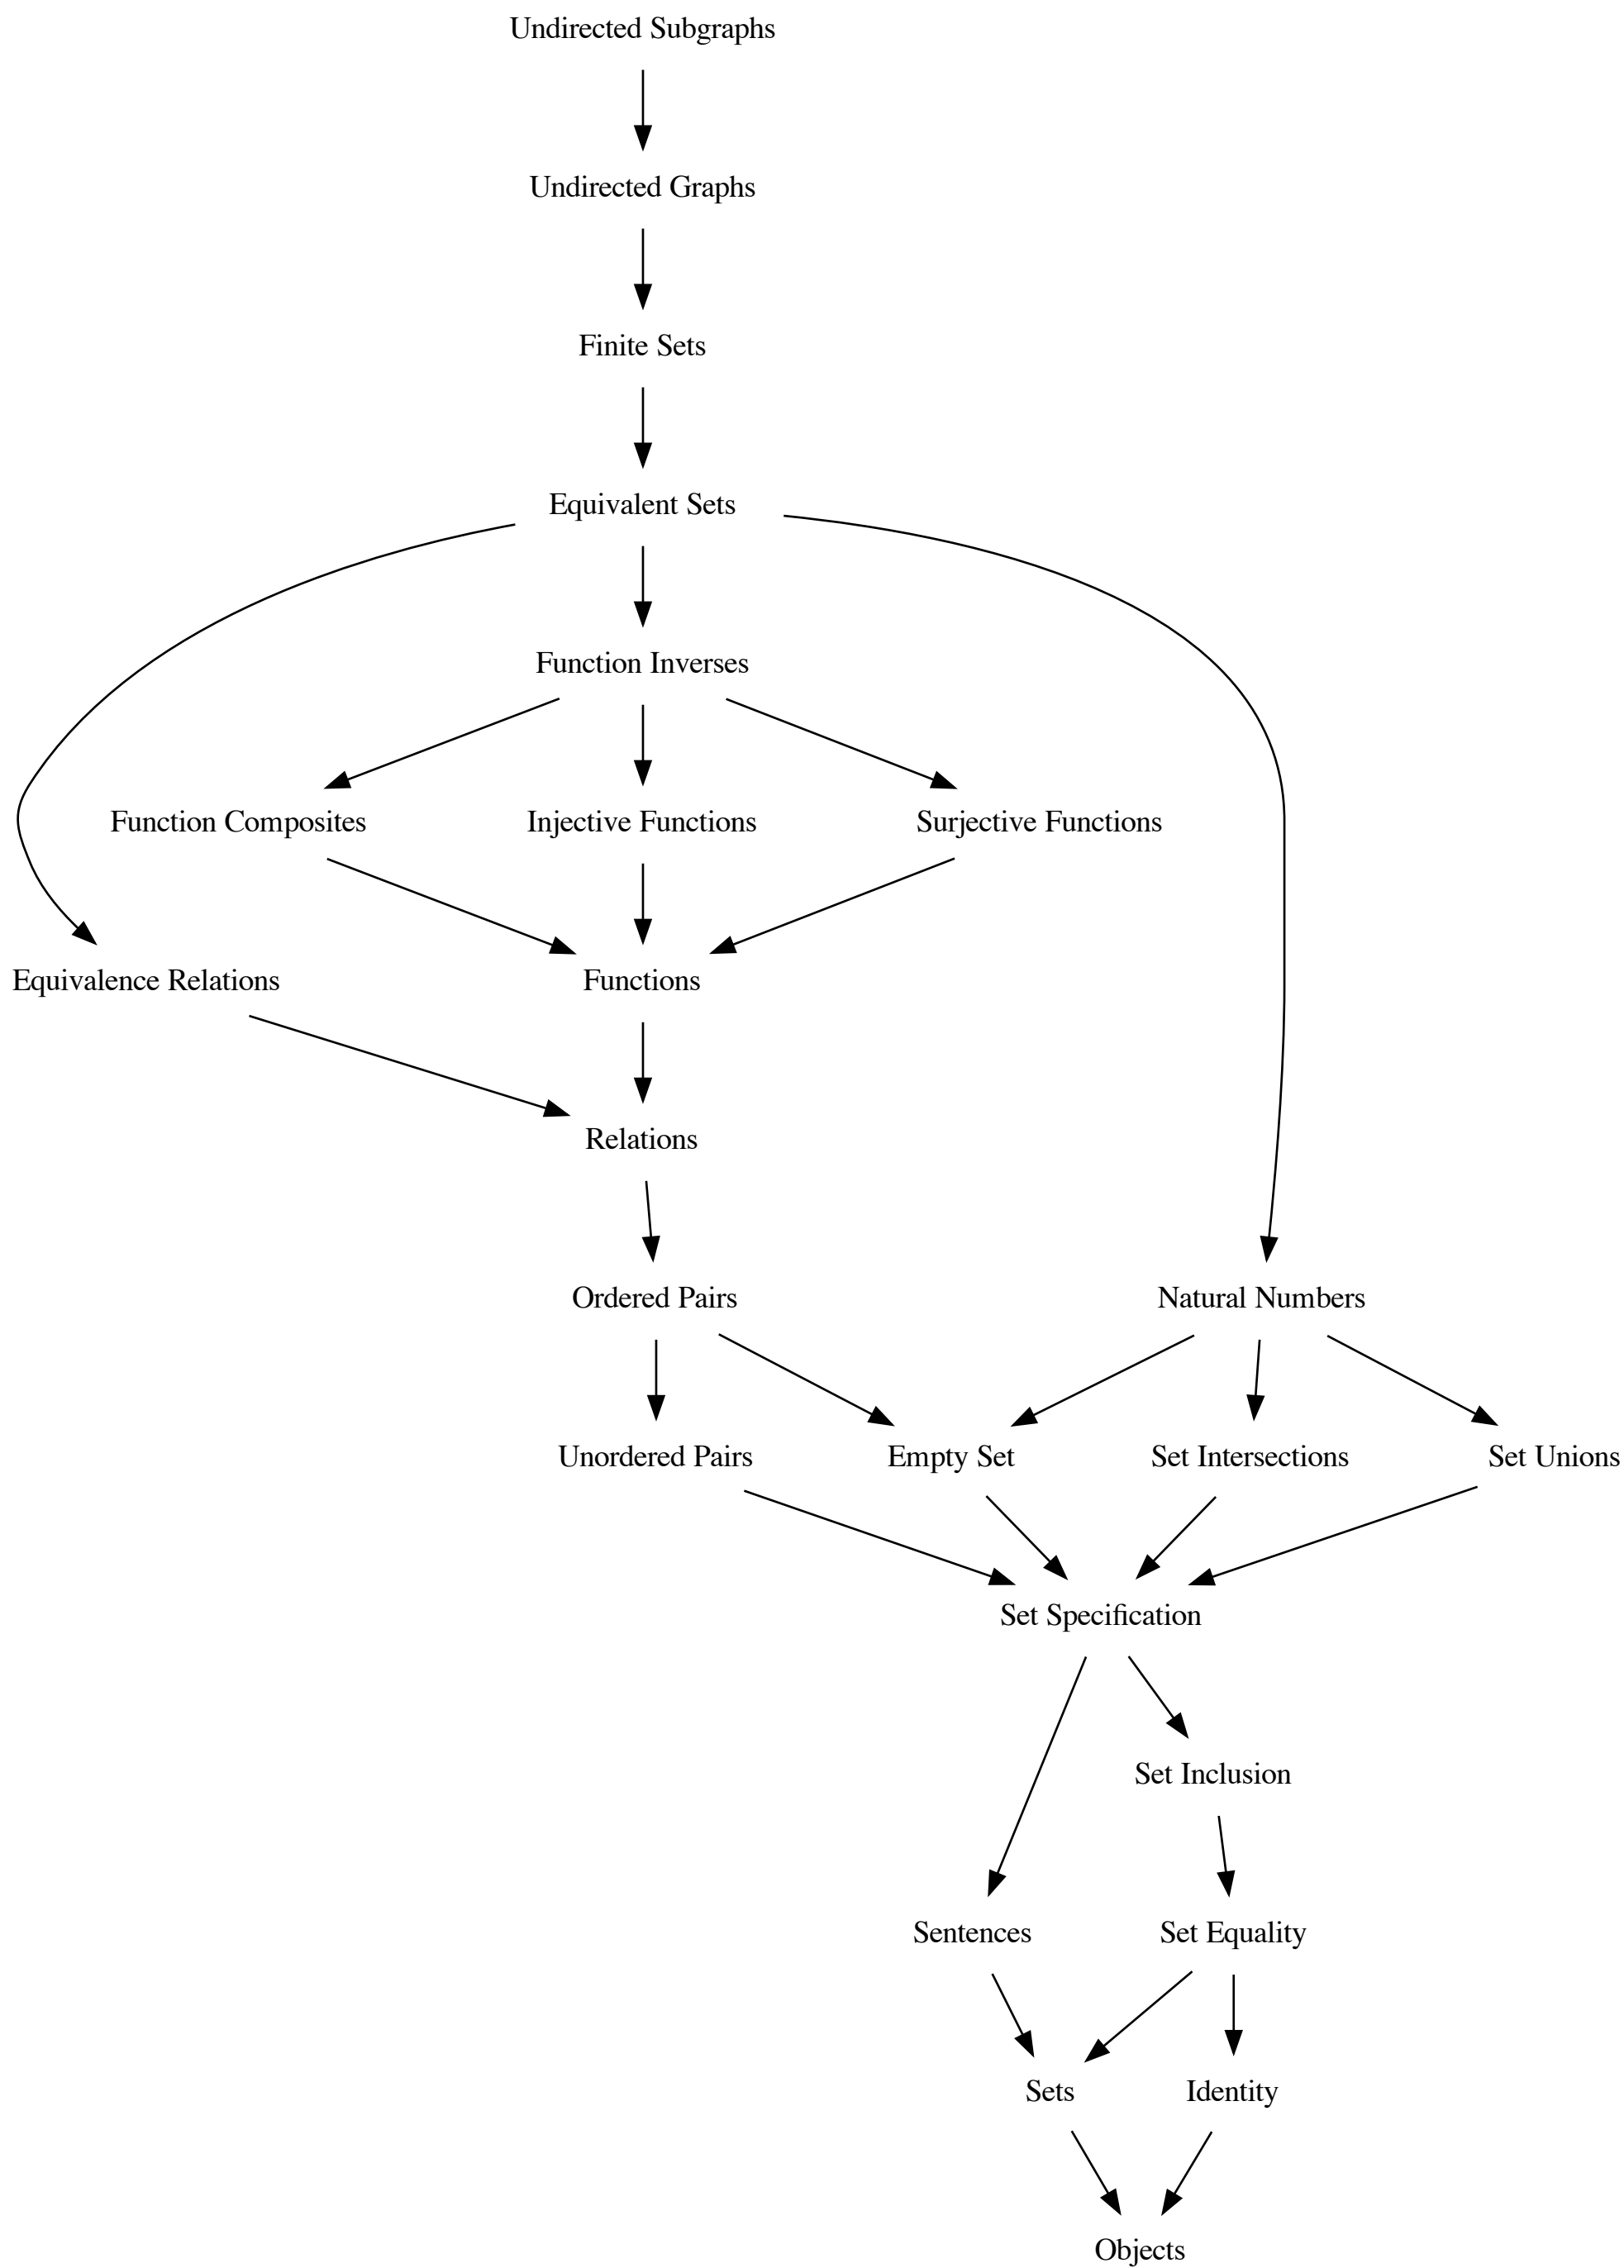 Undirected Subgraphs
Undirected Graphs
Finite Sets
Equivalent Sets
Function Inverses
Function Composites
Injective Functions
Surjective Functions
Equivalence Relations
Functions
Relations
Ordered Pairs
Natural Numbers
Unordered Pairs
Empty Set
Set Intersections
Set Unions
Set Specification
Set Inclusion
Sentences
Set Equality
Sets
Identity
Objects